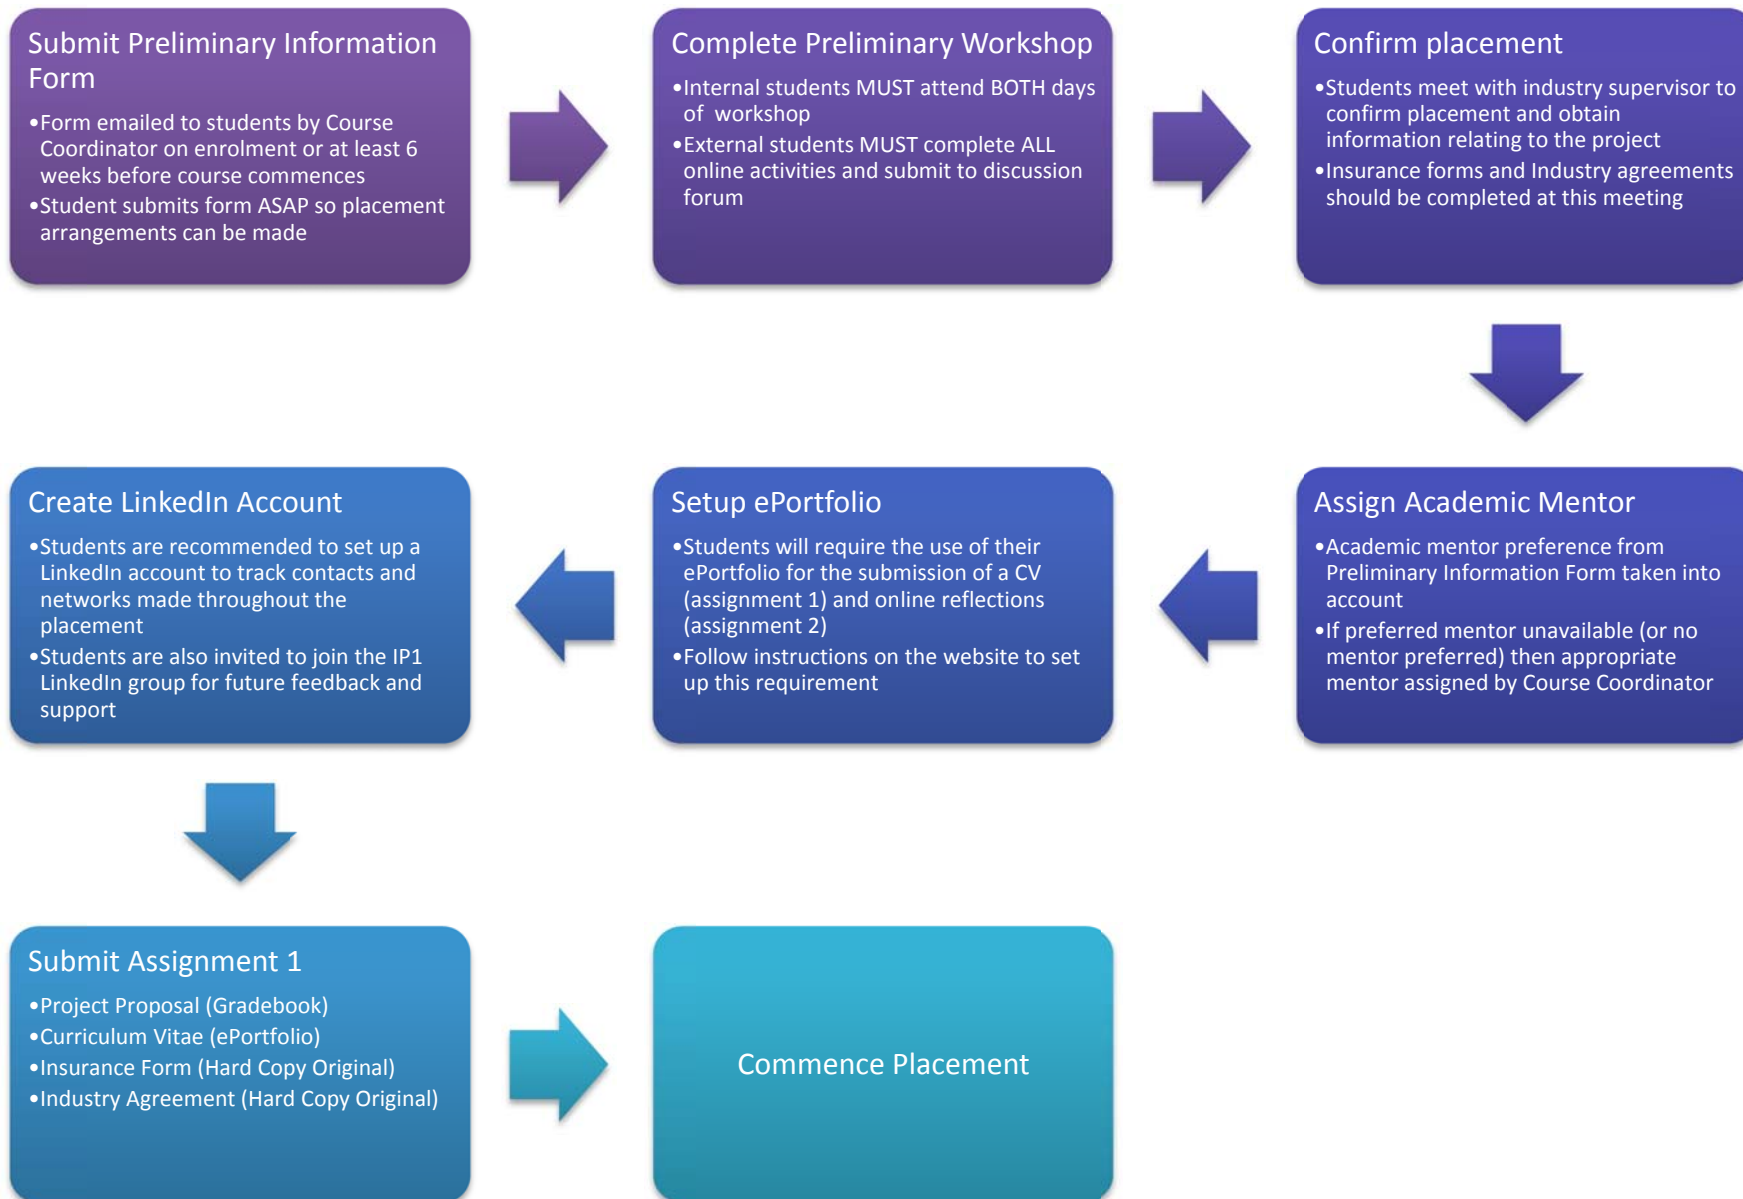 Submit Preliminary Information
Form
•Form emailed to students by Course
Coordinator on enrolment or at least 6
weeks before course commences
•Student submits form ASAP so placement
arrangements can be made
Complete Preliminary Workshop
•Internal students MUST attend BOTH days
of workshop
•External students MUST complete ALL
online activities and submit to discussion
forum
Confirm placement
•Students meet with industry supervisor to
confirm placement and obtain
information relating to the project
•Insurance forms and Industry agreements
should be completed at this meeting
Assign Academic Mentor
•Academic mentor preference from
Preliminary Information Form taken into
account
•If preferred mentor unavailable (or no
mentor preferred) then appropriate
mentor assigned by Course Coordinator
Setup ePortfolio
•Students will require the use of their
ePortfolio for the submission of a CV
(assignment 1) and online reflections
(assignment 2)
•Follow instructions on the website to set
up this requirement
Create LinkedIn Account
•Students are recommended to set up a
LinkedIn account to track contacts and
networks made throughout the
placement
•Students are also invited to join the IP1
LinkedIn group for future feedback and
support
Submit Assignment 1
•Project Proposal (Gradebook)
•Curriculum Vitae (ePortfolio)
•Insurance Form (Hard Copy Original)
•Industry Agreement (Hard Copy Original)
Commence Placement